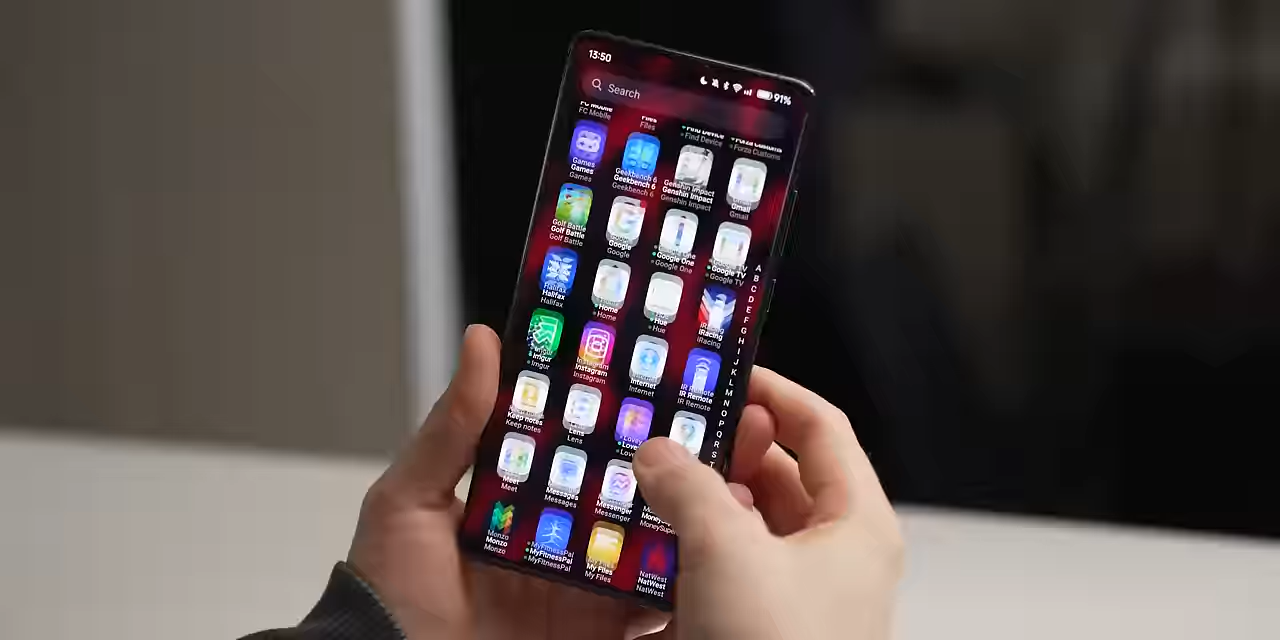 13:50
91%
Search
FC Mobile
Files
Find Device
Forza Customs
Games
Geekbench 6
Genshin Impact
Gmail
Golf Battle
Google
Google One
Google TV
Halifax
Home
Hue
iRacing
Imgur
Instagram
Internet
IR Remote
Keep notes
Lens
Meet
Messages
Messenger
Monzo
MyFitnessPal
My Files
NatWest
A
B
C
D
E
F
G
H
I
J
K
L
M
N
O
P
Q
R
S
T